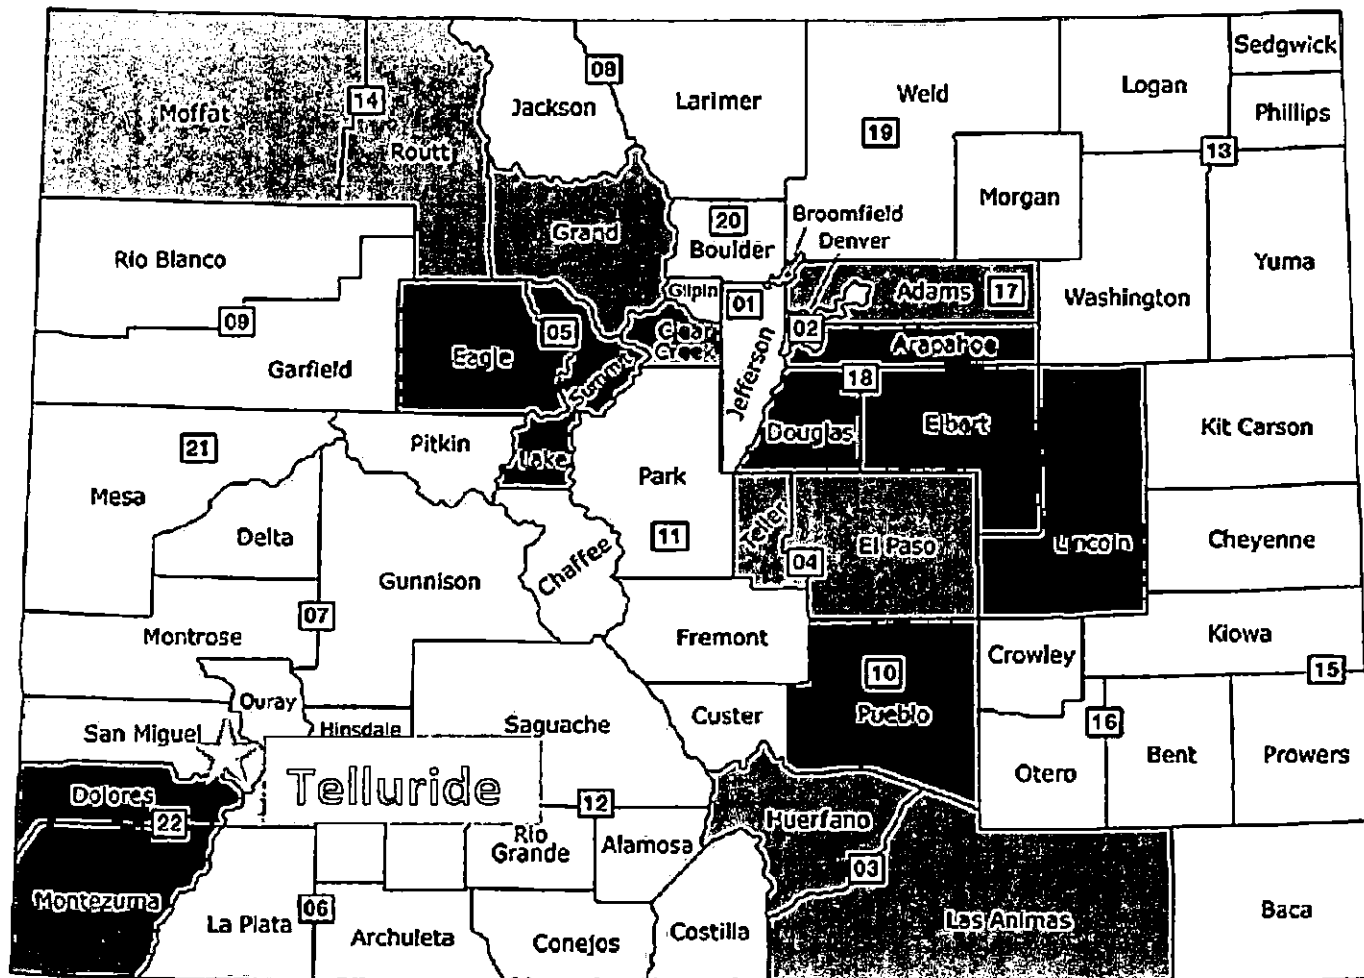 Sedgwick
08
Logan
Moffat
14
Jackson
Larimer
Weld
Phillips
19
Routt
13
Morgan
20
Broomfield
Grand
Boulder
Denver
Rio Blanco
Yuma
Gilpin
01
Adams
17
Washington
09
05
02
Clear
Creek
Arapahoe
Eagle
Garfield
Summit
Jefferson
18
Douglas
Elbert
Kit Carson
21
Pitkin
Lake
Park
Mesa
Delta
Teller
11
El Paso
Lincoln
Cheyenne
Chaffee
04
Gunnison
07
Montrose
Fremont
Kiowa
Crowley
10
15
Ouray
Pueblo
San Miguel
Hinsdale
Saguache
Custer
16
Bent
Prowers
Otero
Dolores
Telluride
12
22
Huerfano
Rio
Grande
Alamosa
03
Montezuma
La Plata
06
Archuleta
Conejos
Costilla
Las Animas
Baca